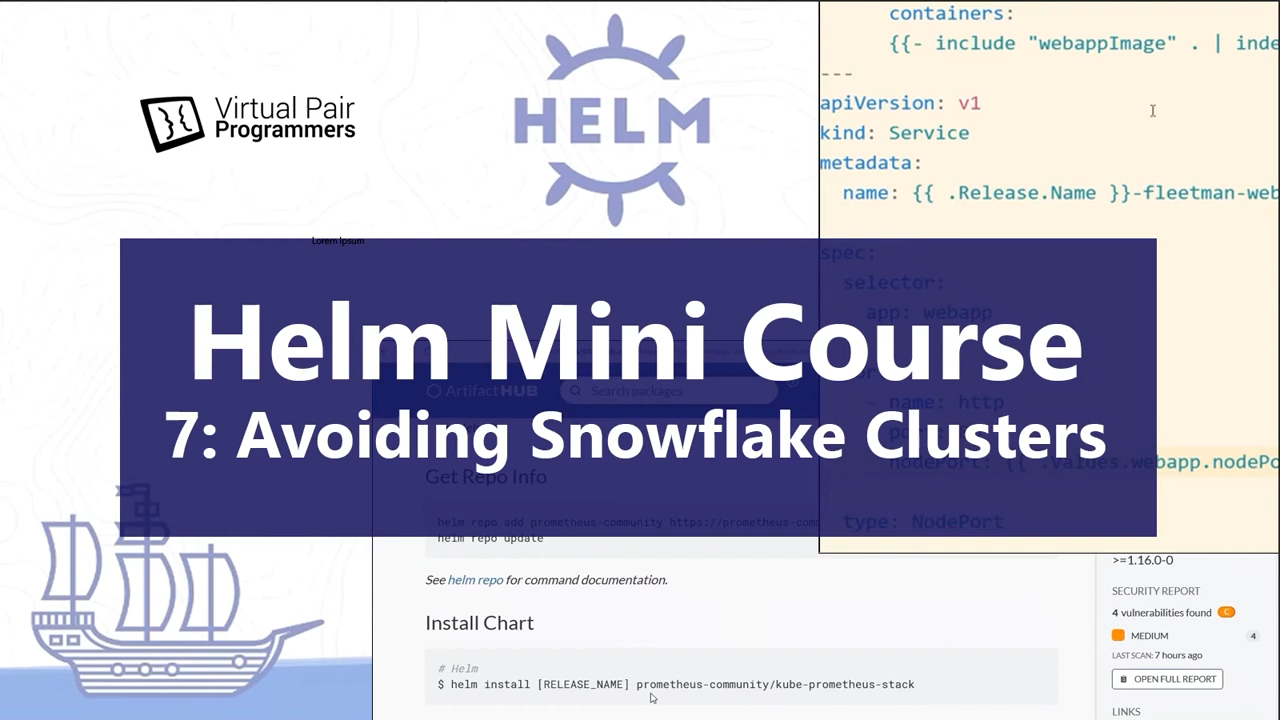 Virtual Pair
Programmers
HELM
Lorem Ipsum
containers:
{{- include "webappImage" . | inde
---
apiVersion: v1
kind: Service
metadata:
name: {{ .Release.Name }}-fleetman-web
spec:
selector:
app: webapp
- name: http
nodePort: {{ .Values.webapp.nodePo
type: NodePort
Helm Mini Course
7: Avoiding Snowflake Clusters
ArtifactHUB
Search packages
Get Repo Info
helm repo add prometheus-community https://prometheus-com
helm repo update
See helm repo for command documentation.
Install Chart
# Helm
$ helm install [RELEASE_NAME] prometheus-community/kube-prometheus-stack
>=1.16.0-0
SECURITY REPORT
4 vulnerabilities found C
MEDIUM 4
LAST SCAN: 7 hours ago
OPEN FULL REPORT
LINKS